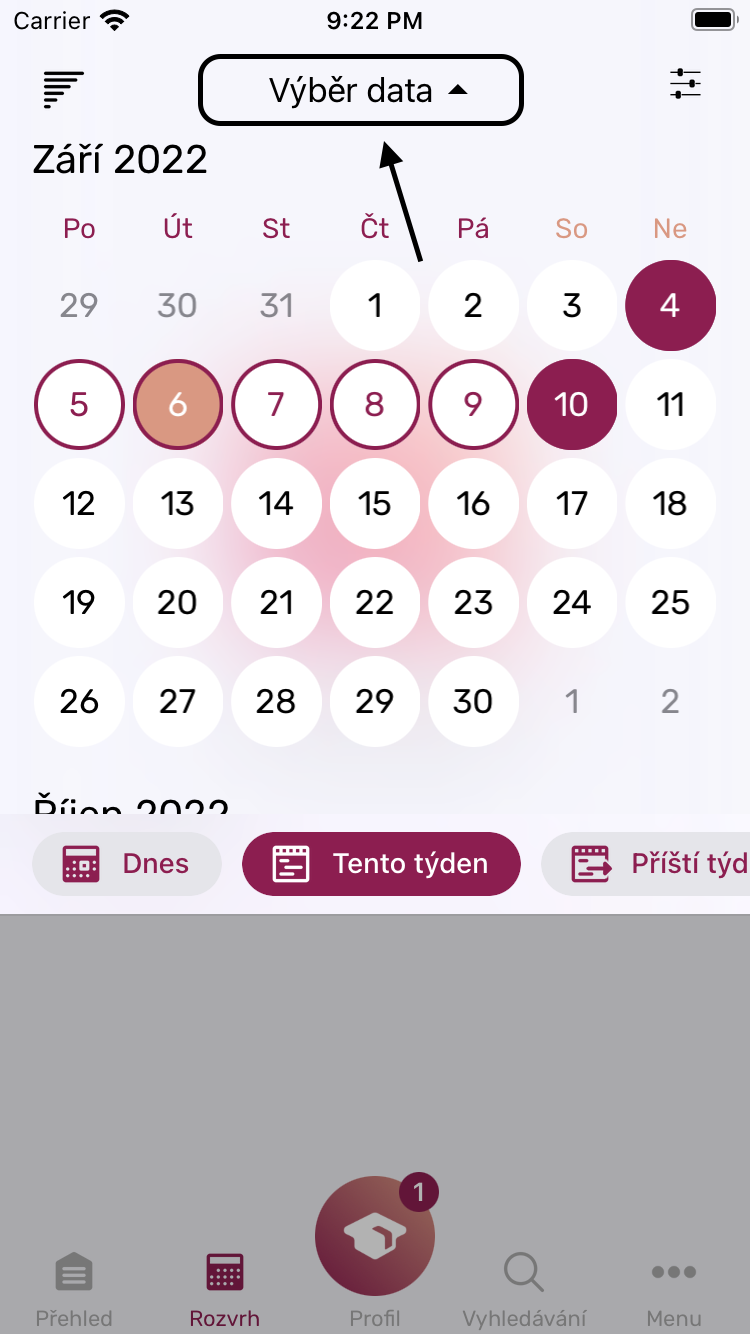 Carrier 9:22 PM
Výběr data
Září 2022
Po Út St Čt Pá So Ne
29 30 31 1 2 3 4
5 6 7 8 9 10 11
12 13 14 15 16 17 18
19 20 21 22 23 24 25
26 27 28 29 30 1 2
Říjen 2022
Dnes Tento týden Příští týd
1
Přehled Rozvrh Profil Vyhledávání Menu